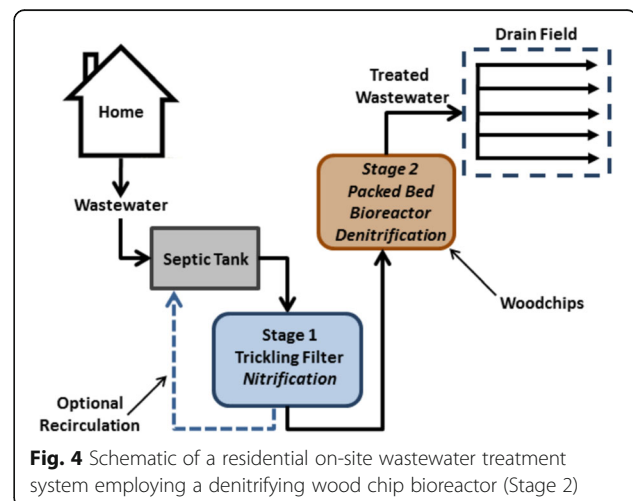 Drain Field
Treated
Wastewater
Home
Wastewater
Septic Tank
Stage 1
Trickling Filter
Nitrification
Optional
Recirculation
Stage 2
Packed Bed
Bioreactor
Denitrification
Woodchips
Fig. 4 Schematic of a residential on-site wastewater treatment
system employing a denitrifying wood chip bioreactor (Stage 2)